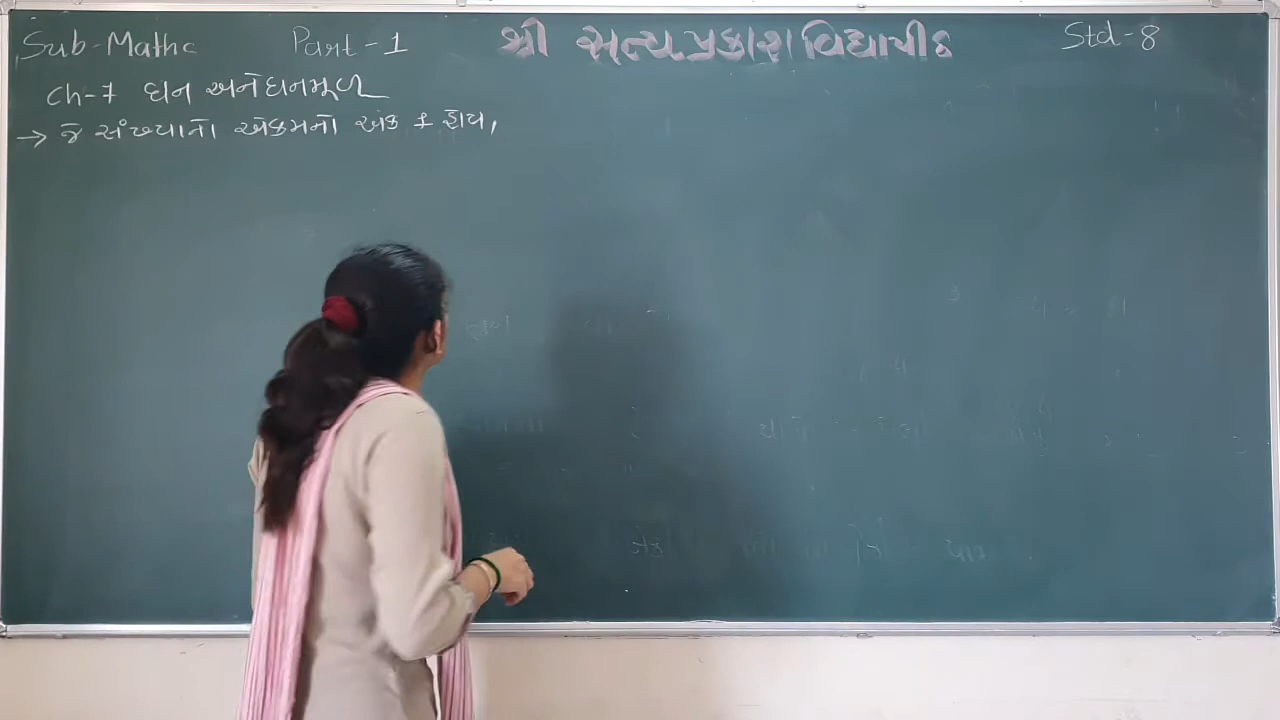 Sub-Maths Part-1 શ્રી સત્યપ્રકાશ વિદ્યાપીઠ Std-8
Ch-7 ઘન અને ઘનમૂળ
→ જે સંખ્યાનો એકમનો અંક 1 હોય,